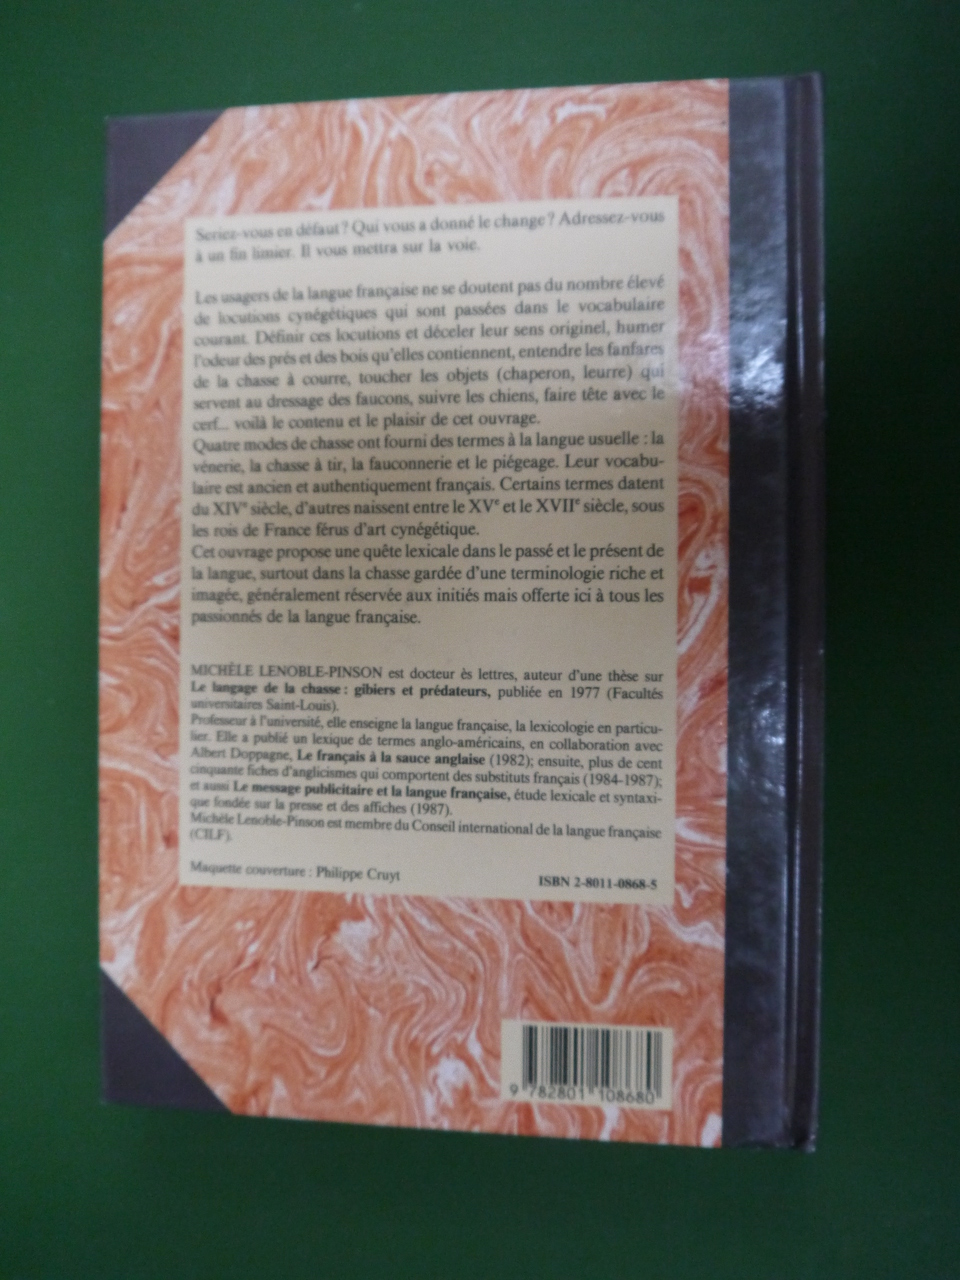 Seriez-vous en défaut ? Qui vous a donné le change ? Adressez-vous
à un fin limier. Il vous mettra sur la voie.
Les usagers de la langue française ne se doutent pas du nombre élevé
de locutions cynégétiques qui sont passées dans le vocabulaire
courant. Définir ces locutions et déceler leur sens originel, humer
l'odeur des prés et des bois qu'elles contiennent, entendre les fanfares
de la chasse à courre, toucher les objets (chaperon, leurre) qui
servent au dressage des faucons, suivre les chiens, faire tête avec le
cerf... voilà le contenu et le plaisir de cet ouvrage.
Quatre modes de chasse ont fourni des termes à la langue usuelle : la
vénerie, la chasse à tir, la fauconnerie et le piégeage. Leur vocabu-
laire est ancien et authentiquement français. Certains termes datent
du XIVe siècle, d'autres naissent entre le XVe et le XVIIe siècle, sous
les rois de France férus d'art cynégétique.
Cet ouvrage propose une quête lexicale dans le passé et le présent de
la langue, surtout dans la chasse gardée d'une terminologie riche et
imagée, généralement réservée aux initiés mais offerte ici à tous les
passionnés de la langue française.
MICHÈLE LENOBLE-PINSON est docteur ès lettres, auteur d'une thèse sur
Le langage de la chasse : gibiers et prédateurs, publiée en 1977 (Facultés
universitaires Saint-Louis).
Professeur à l'université, elle enseigne la langue française, la lexicologie en particu-
lier. Elle a publié un lexique de termes anglo-américains, en collaboration avec
Albert Doppagne, Le français à la sauce anglaise (1982); ensuite, plus de cent
cinquante fiches d'anglicismes qui comportent des substituts français (1984-1987);
et aussi Le message publicitaire et la langue française, étude lexicale et syntaxi-
que fondée sur la presse et des affiches (1987).
Michèle Lenoble-Pinson est membre du Conseil international de la langue française
(CILF).
Maquette couverture : Philippe Cruyt
ISBN 2-8011-0868-5
9 782801 108680